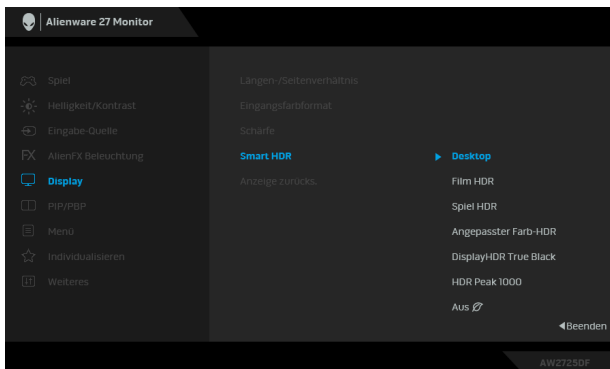 Alienware 27 Monitor
Spiel
Helligkeit/Kontrast
Eingabe-Quelle
FX AlienFX Beleuchtung
Display
PIP/PBP
Menü
Individualisieren
Weiteres
Längen-/Seitenverhältnis
Eingangsfarbformat
Schärfe
Smart HDR
Anzeige zurücks.
Desktop
Film HDR
Spiel HDR
Angepasster Farb-HDR
DisplayHDR True Black
HDR Peak 1000
Aus
Beenden
AW2725DF